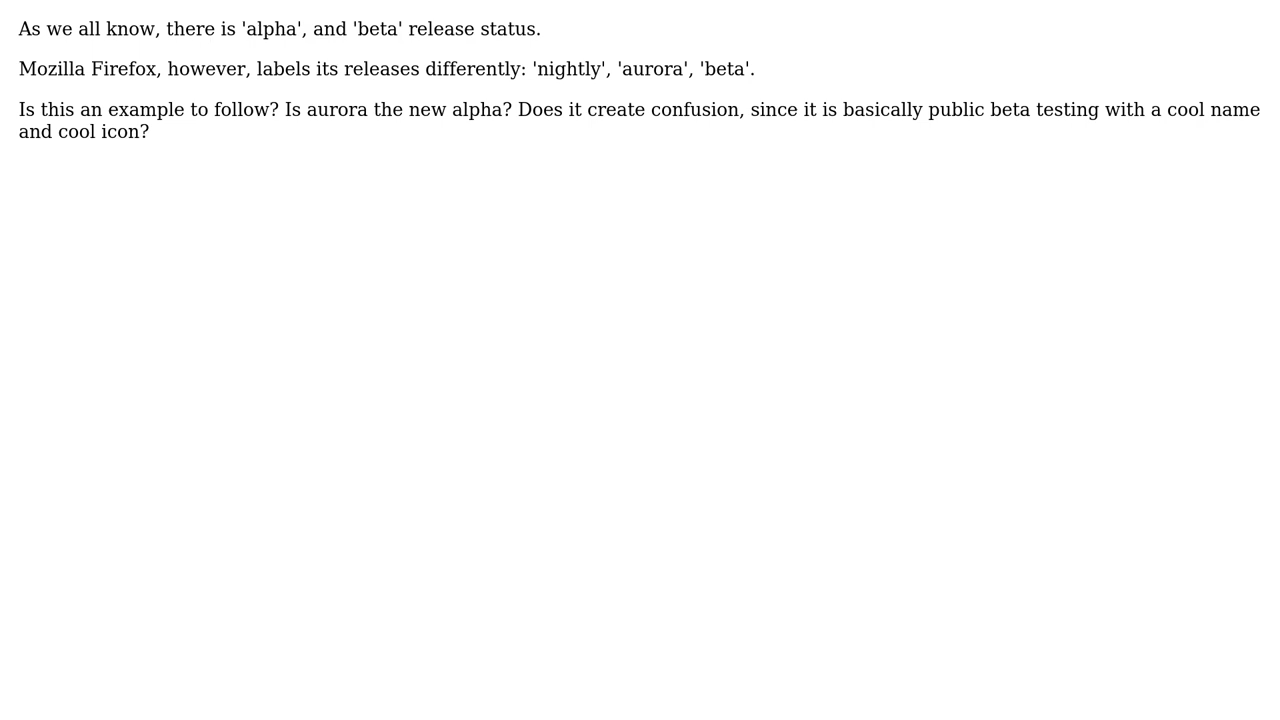 As we all know, there is 'alpha', and 'beta' release status.
Mozilla Firefox, however, labels its releases differently: 'nightly', 'aurora', 'beta'.
Is this an example to follow? Is aurora the new alpha? Does it create confusion, since it is basically public beta testing with a cool name
and cool icon?